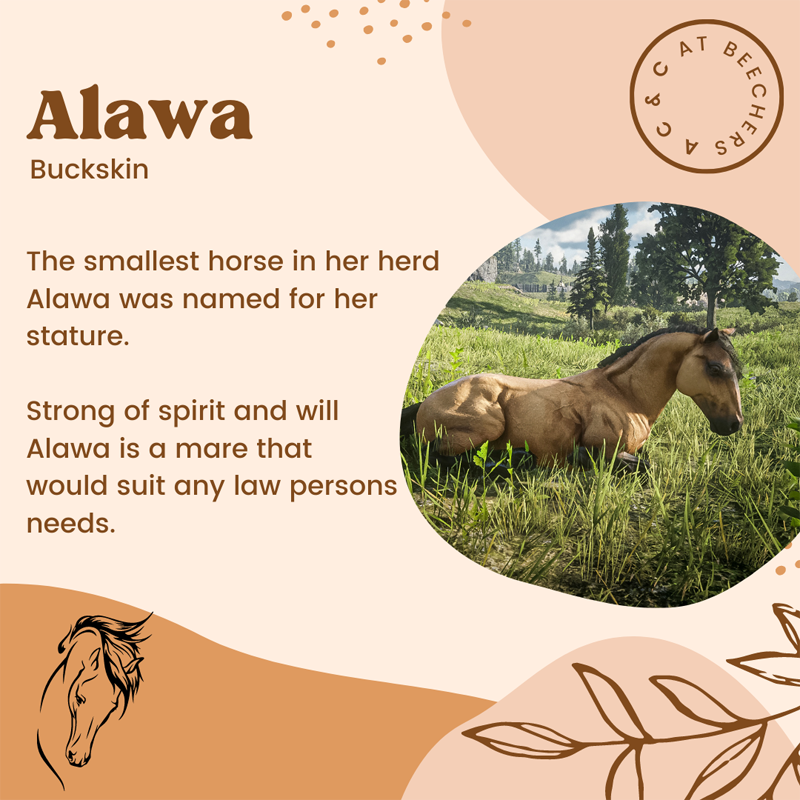 AT BEECHERS A C & C
Alawa
Buckskin
The smallest horse in her herd
Alawa was named for her
stature.
Strong of spirit and will
Alawa is a mare that
would suit any law persons
needs.